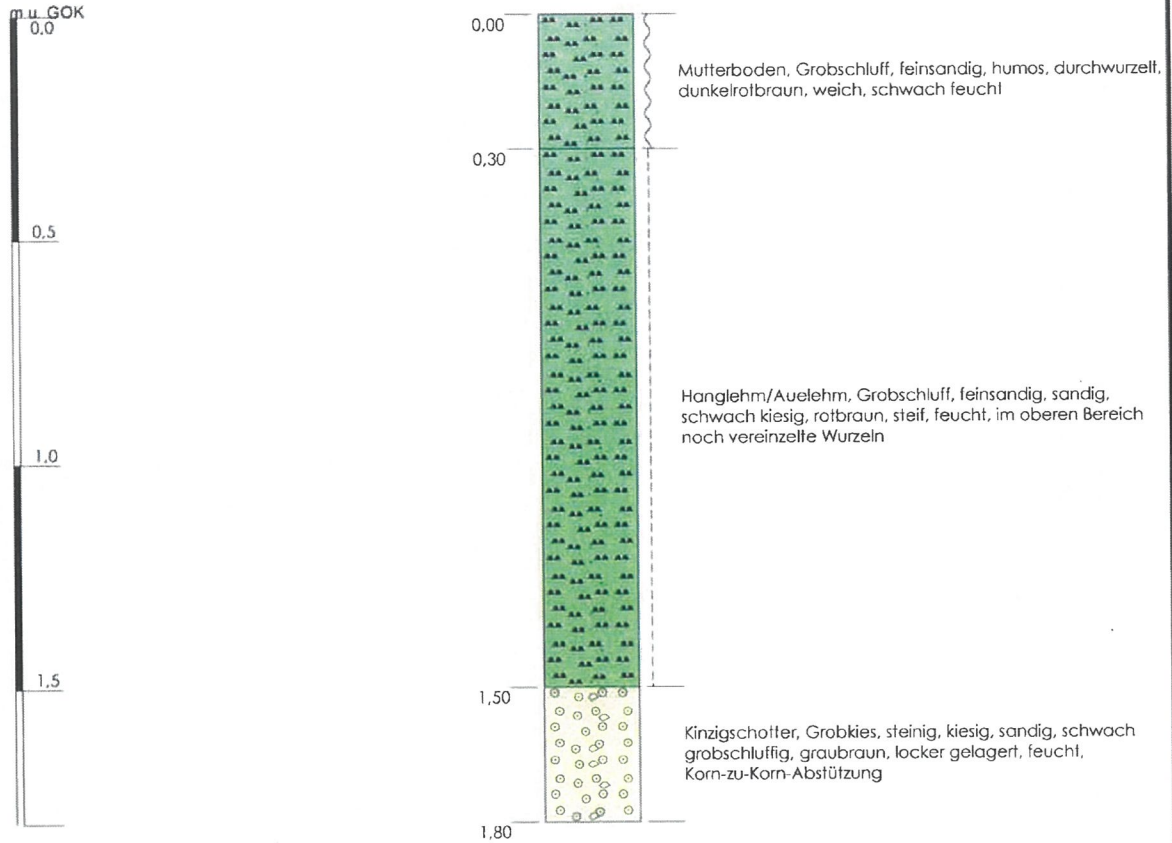 m u. GOK
0,0
0,00
Mutterboden, Grobschluff, feinsandig, humos, durchwurzelt,
dunkelrotbraun, weich, schwach feucht
0,30
0,5
Hanglehm/Auelehm, Grobschluff, feinsandig, sandig,
schwach kiesig, rotbraun, steif, feucht, im oberen Bereich
noch vereinzelte Wurzeln
1,0
1,5
1,50
Kinzigschotter, Grobkies, steinig, kiesig, sandig, schwach
grobschluffig, graubraun, locker gelagert, feucht,
Korn-zu-Korn-Abstützung
1,80